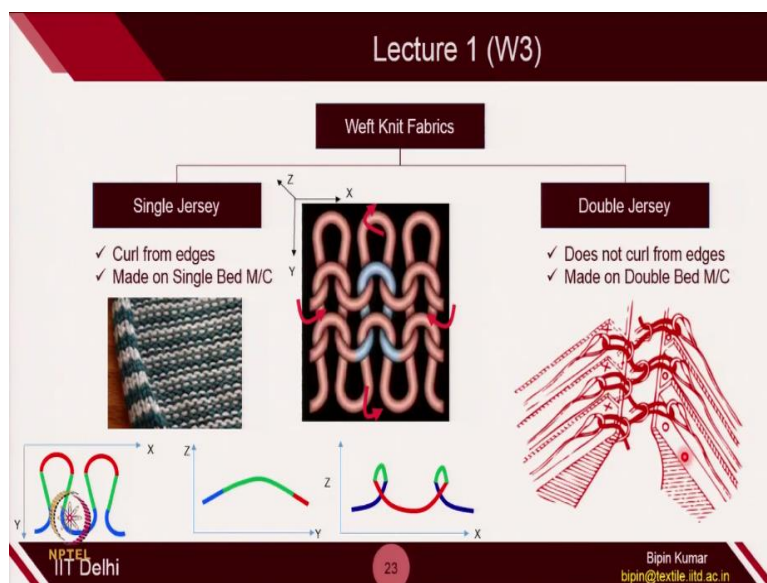 Lecture 1 (W3)
Weft Knit Fabrics
Single Jersey
✓ Curl from edges
✓ Made on Single Bed M/C
Z
X
Y
Double Jersey
✓ Does not curl from edges
✓ Made on Double Bed M/C
X
Y
Z
Y
Z
X
NPTEL
IIT Delhi
23
Bipin Kumar
bipin@textile.iitd.ac.in